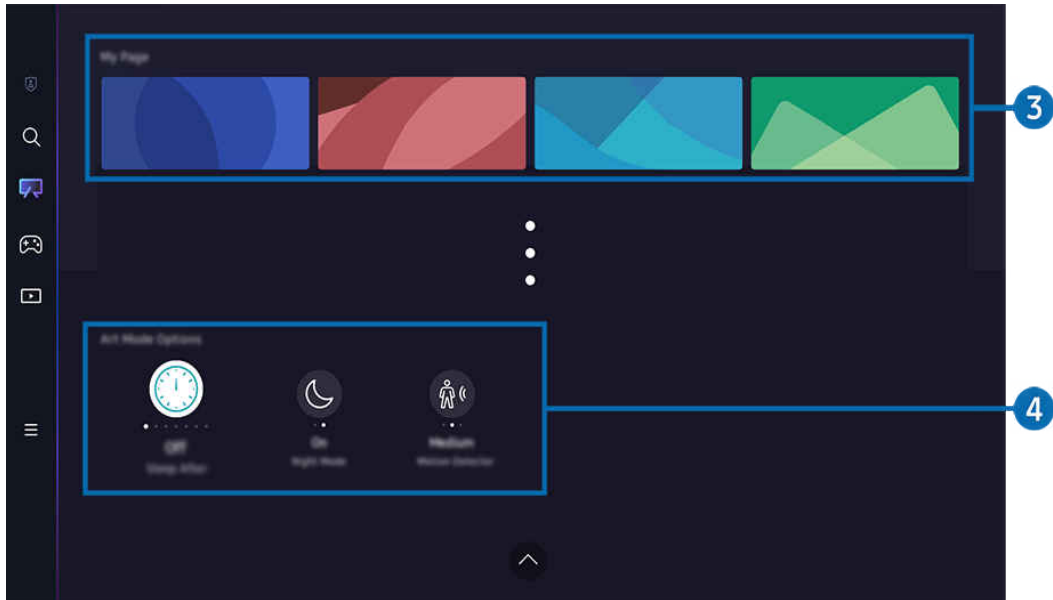 My Page
3
Art Mode Options
4
Off
On
Medium
Sleep After
Night Mode
Motion Detector